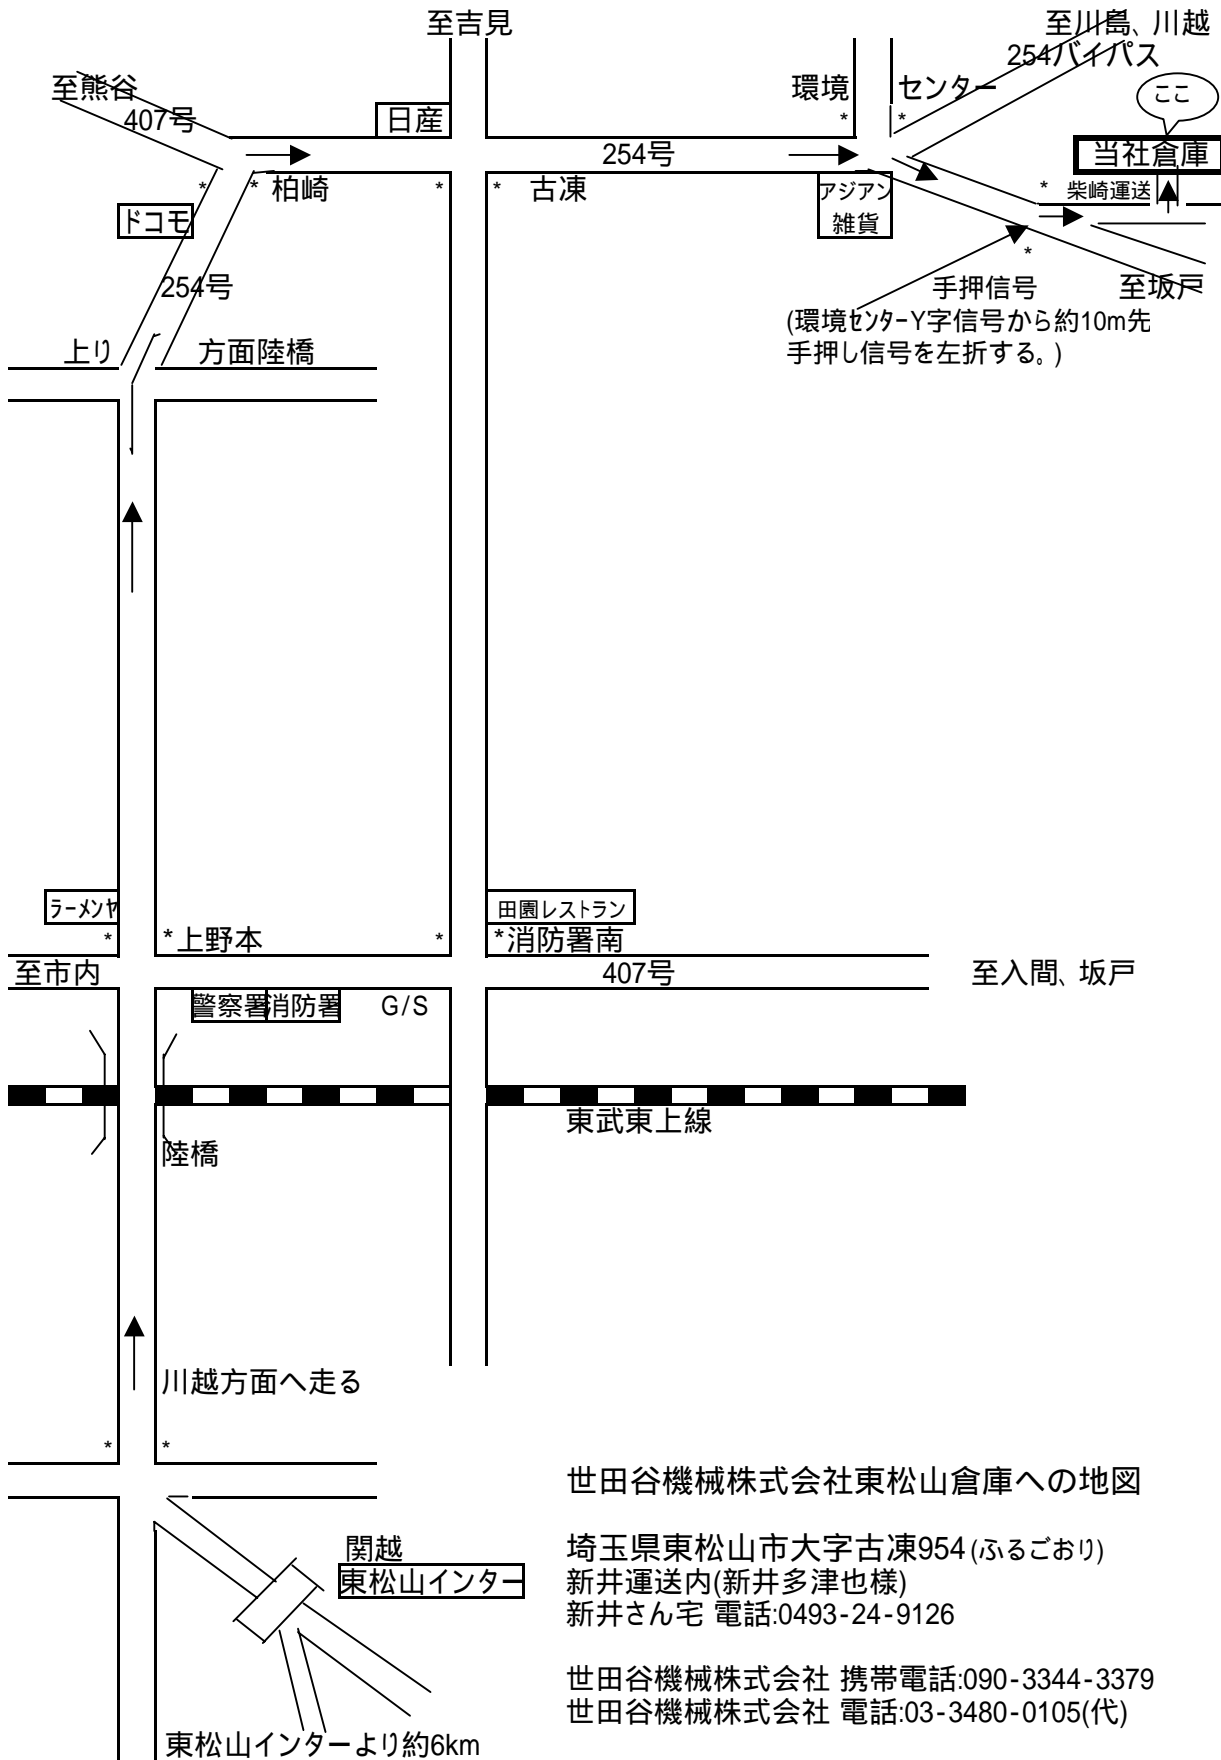 至吉見
至川島、川越
254バイパス
至熊谷
407号
日産
環境 センター
ここ
* *
254号
当社倉庫
* * 柏崎
* * 古凍
アジアン
雑貨
* 柴崎運送
ドコモ
*
254号
手押信号
至坂戸
(環境センターY字信号から約10m先
手押し信号を左折する。)
上り 方面陸橋
ラーメンヤ
田園レストラン
* *上野本
* *消防署南
至市内
407号
至入間、坂戸
警察署 消防署 G/S
東武東上線
陸橋
川越方面へ走る
* *
世田谷機械株式会社東松山倉庫への地図
関越
東松山インター
埼玉県東松山市大字古凍954(ふるごおり)
新井運送内(新井多津也様)
新井さん宅 電話:0493-24-9126
世田谷機械株式会社 携帯電話:090-3344-3379
世田谷機械株式会社 電話:03-3480-0105(代)
東松山インターより約6km